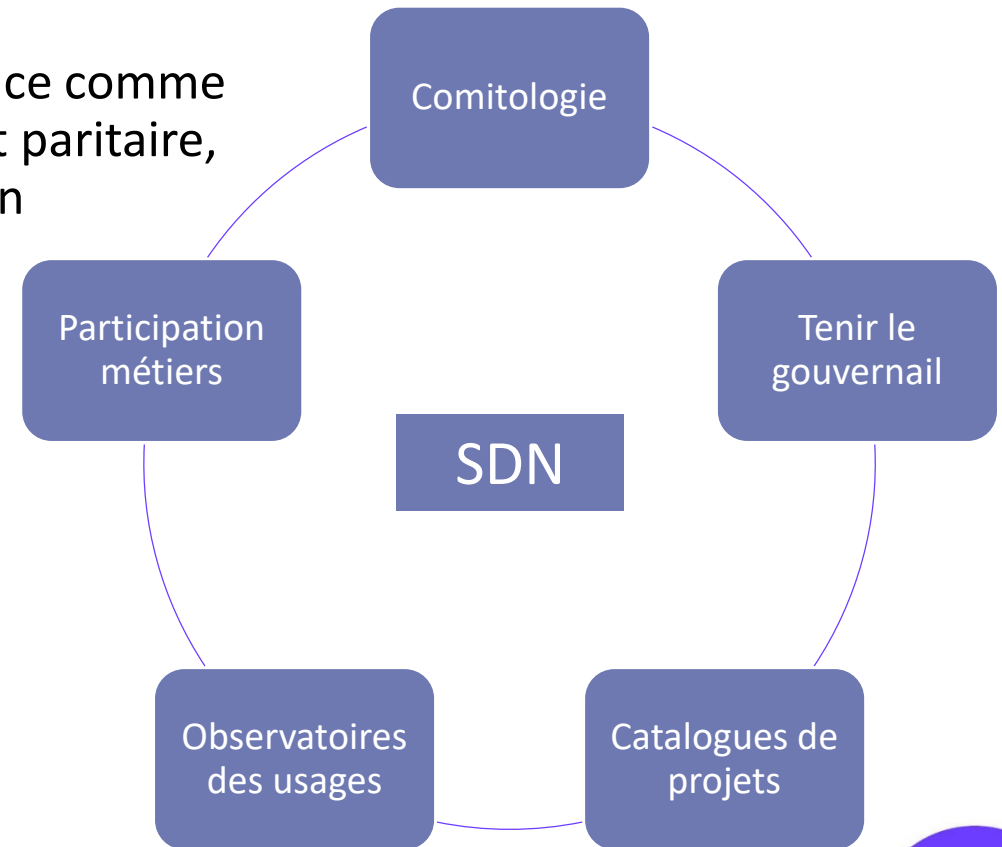 ce comme
t paritaire,
n
Comitologie
Participation
métiers
Tenir le
gouvernail
SDN
Observatoires
des usages
Catalogues de
projets